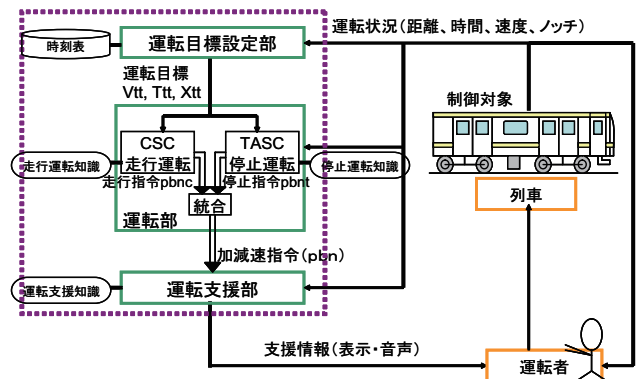 運転状況（距離、時間、速度、ノッチ）
時刻表
運転目標設定部
運転目標
Vtt, Ttt, Xtt
制御対象
CSC
走行運転
TASC
停止運転
走行運転知識
停止運転知識
走行指令pbnc
停止指令pbnt
統合
運転部
列車
加減速指令（pbn）
運転支援知識
運転支援部
支援情報（表示・音声）
運転者